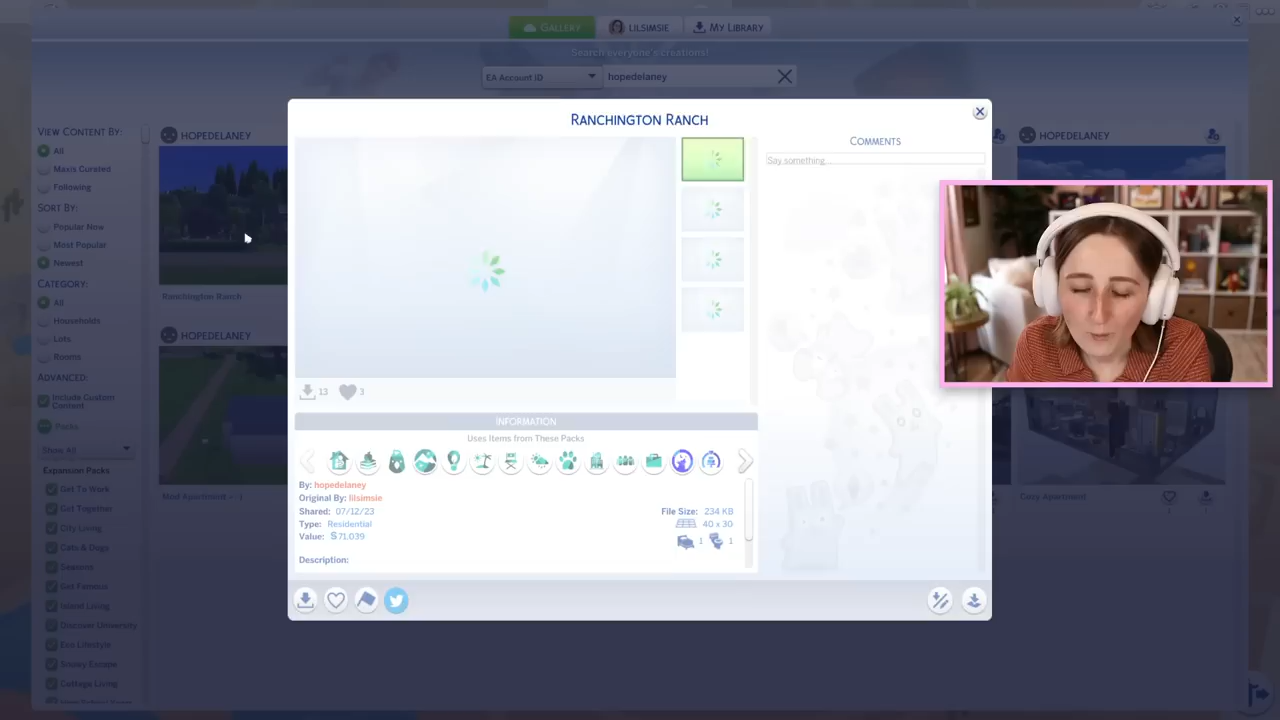 GALLERY
LILSIMSIE
MY LIBRARY
Search everyone's creations!
EA Account ID
hopedelaney
VIEW CONTENT BY:
All
Maxis Curated
Following
SORT BY:
Popular Now
Most Popular
Newest
CATEGORY:
All
Households
Lots
Rooms
ADVANCED:
Include Custom
Content
Packs
Show All
Expansion Packs
Get To Work
Get Together
City Living
Cats & Dogs
Seasons
Get Famous
Island Living
Discover University
Eco Lifestyle
Snowy Escape
Cottage Living
High School Years
HOPEDELANEY
Ranchington Ranch
HOPEDELANEY
HOPEDELANEY
Cozy Apartment
RANCHINGTON RANCH
13
3
COMMENTS
Say something...
INFORMATION
Uses Items from These Packs
By: hopedelaney
Original By: lilsimsie
Shared: 07/12/23
Type: Residential
Value: §71,039
Description:
File Size: 234 KB
40 x 30
1
1